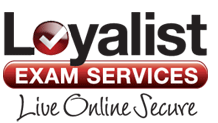 Loyalist
EXAM SERVICES
Live Online Secure